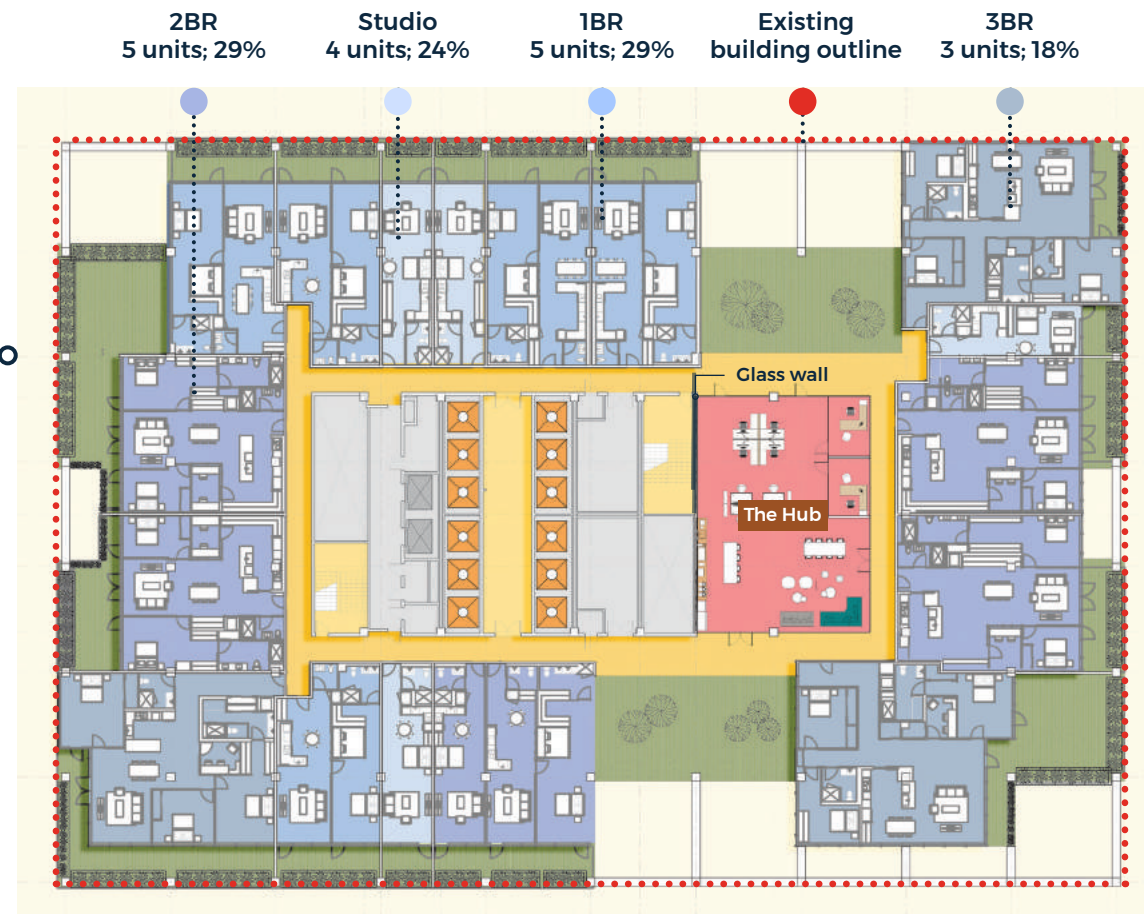 2BR
5 units; 29%
Studio
4 units; 24%
1BR
5 units; 29%
Existing
building outline
3BR
3 units; 18%
o
Glass wall
The Hub